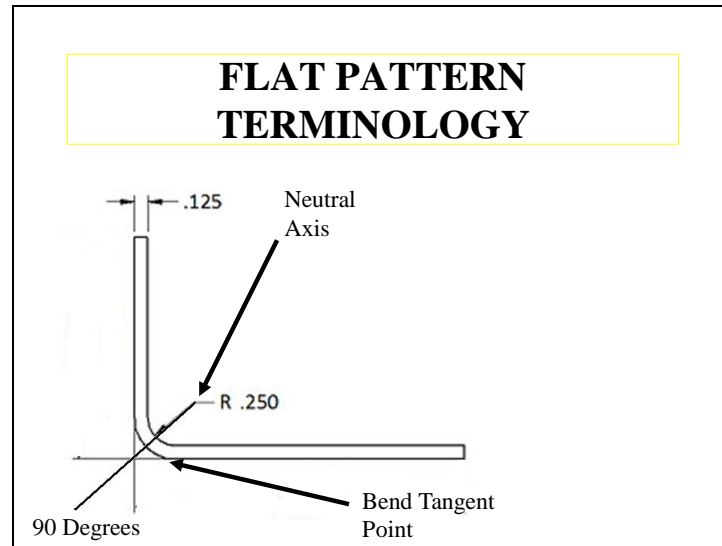 FLAT PATTERN
TERMINOLOGY
.125
Neutral
Axis
R .250
Bend Tangent
Point
90 Degrees